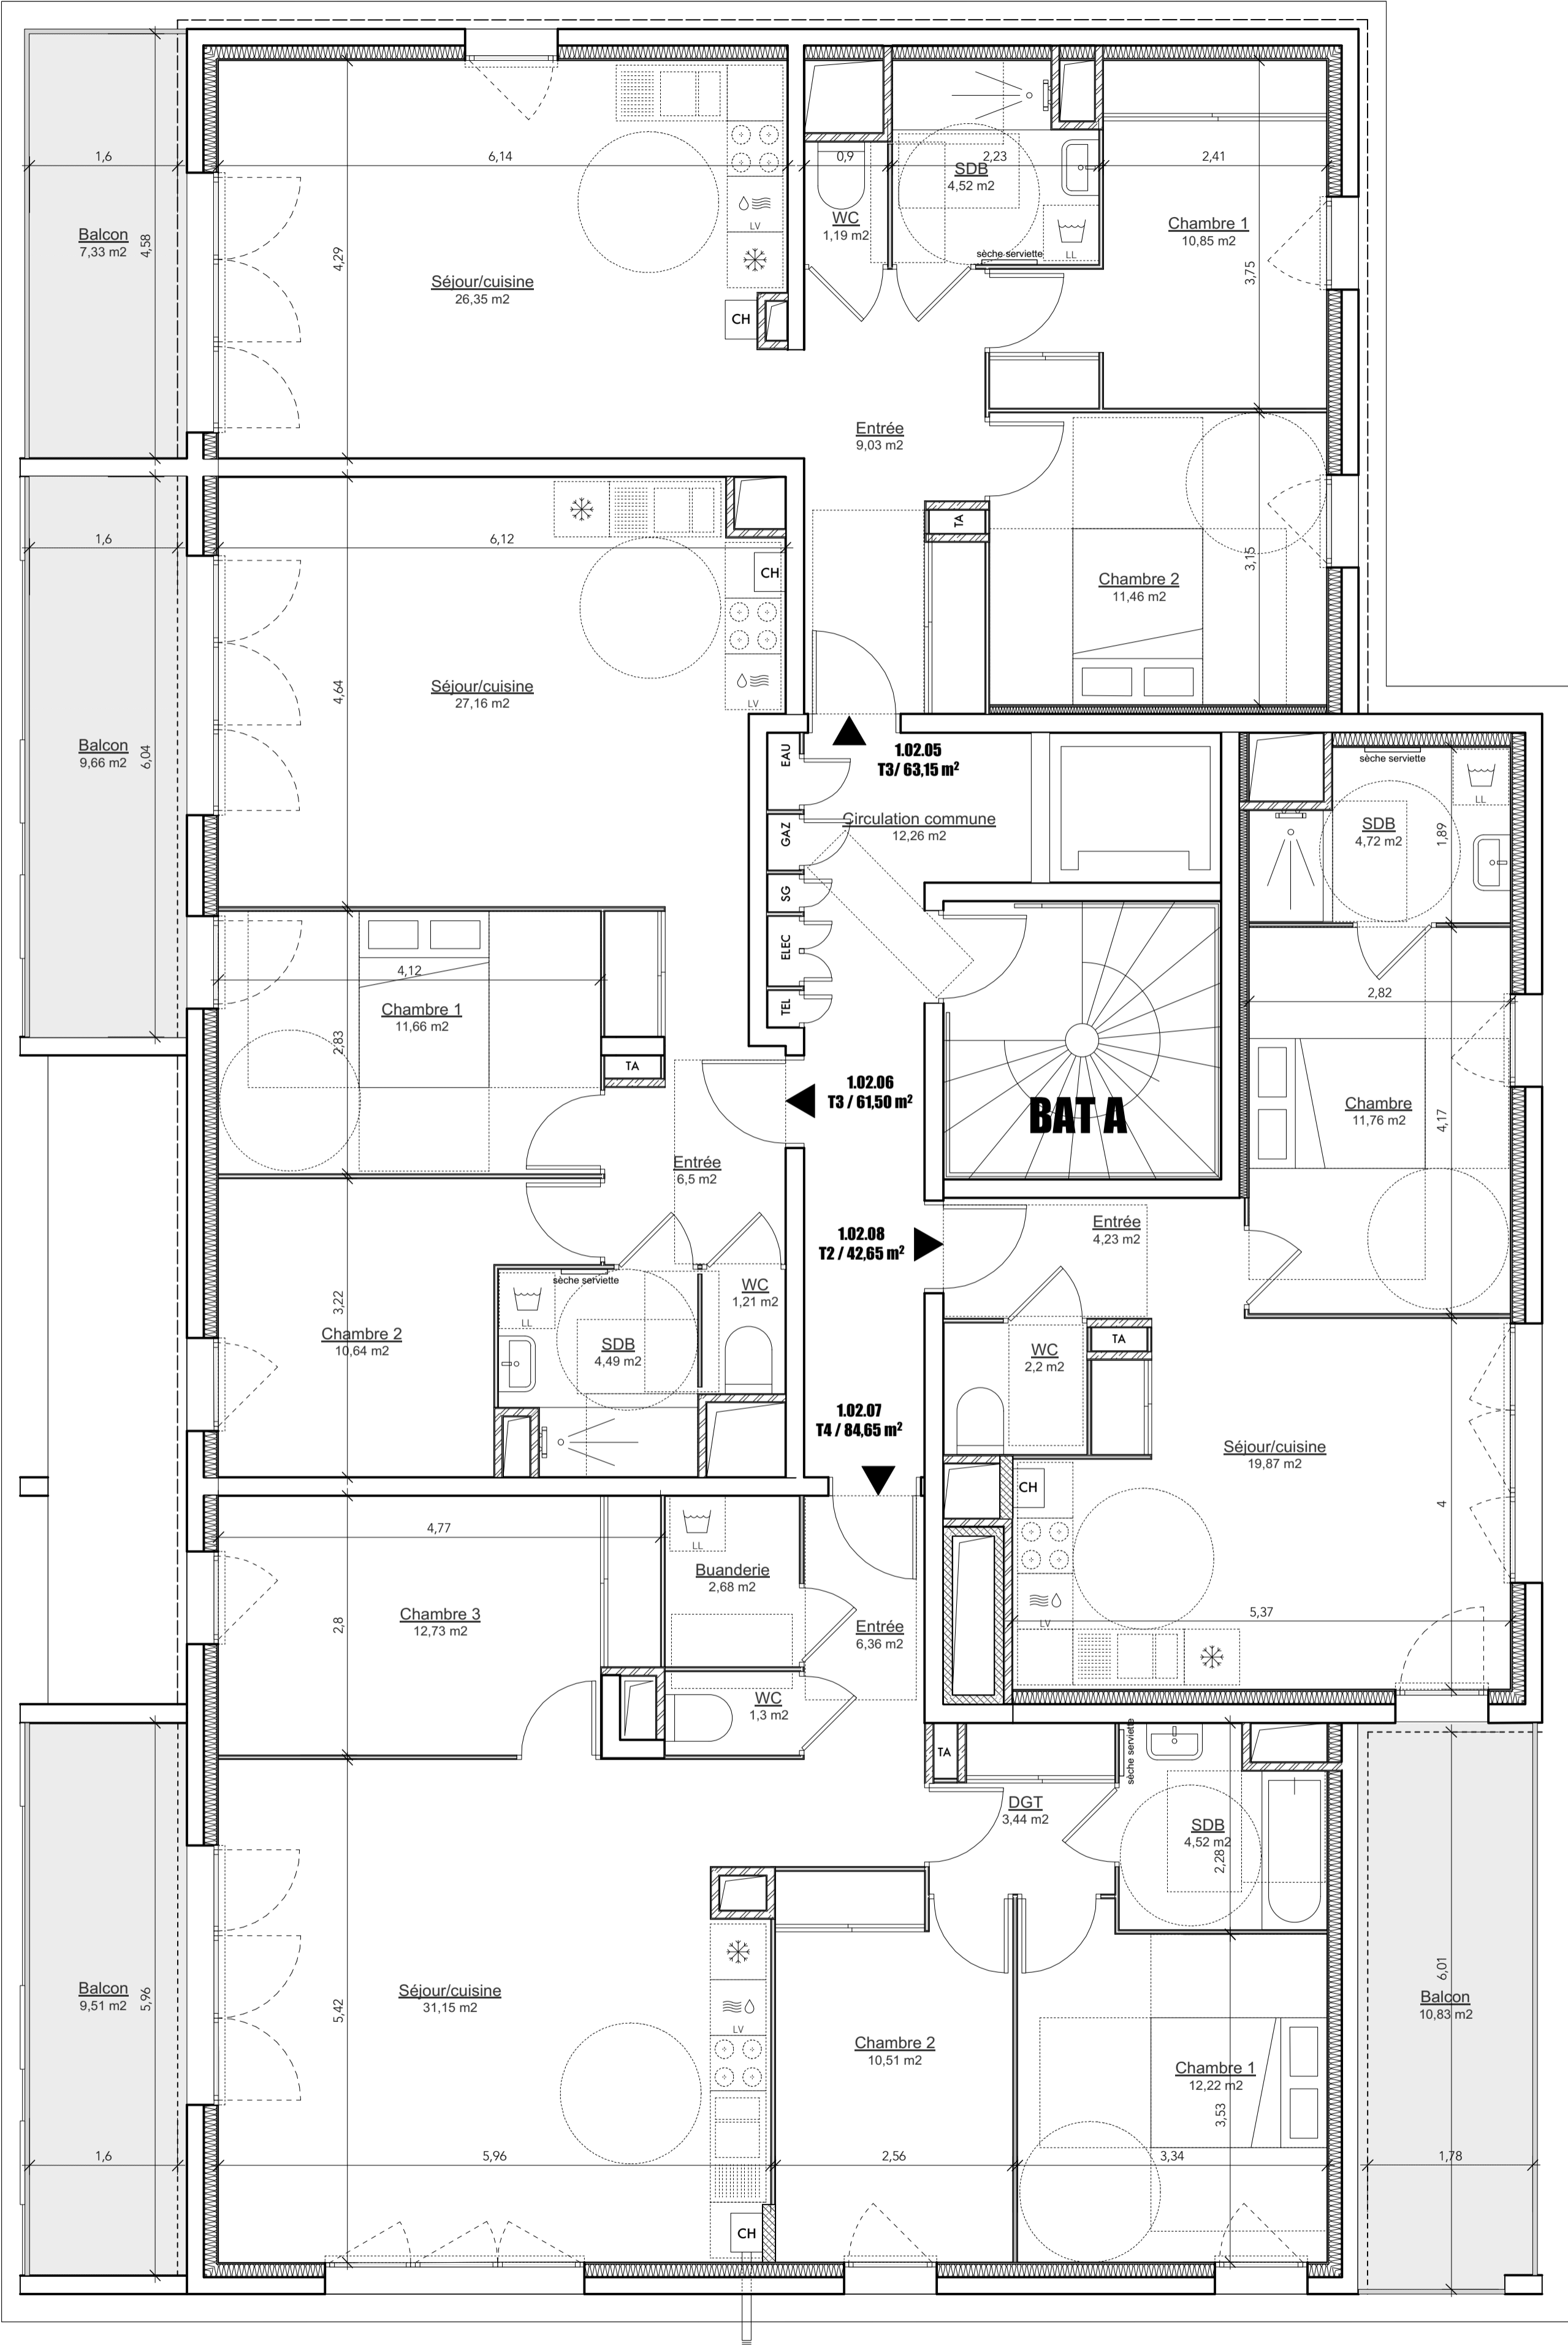 1,6
6,14
0,9
2,23
2,41
SDB
4,52 m2
WC
1,19 m2
Chambre 1
10,85 m2
Balcon
7,33 m2
4,58
4,29
LV
sèche serviette
LL
3,75
Séjour/cuisine
26,35 m2
CH
Entrée
9,03 m2
TA
1,6
6,12
CH
3,15
Chambre 2
11,46 m2
4,64
Séjour/cuisine
27,16 m2
LV
Balcon
9,66 m2
6,04
EAU
1.02.05
T3/ 63,15 m²
sèche serviette
LL
GAZ
Circulation commune
12,26 m2
SDB
4,72 m2
1,89
SG
ELEC
TEL
4,12
Chambre 1
11,66 m2
2,83
2,82
TA
1.02.06
T3 / 61,50 m²
BAT A
Chambre
11,76 m2
4,17
Entrée
6,5 m2
1.02.08
T2 / 42,65 m²
Entrée
4,23 m2
sèche serviette
LL
WC
1,21 m2
3,22
Chambre 2
10,64 m2
SDB
4,49 m2
WC
2,2 m2
TA
1.02.07
T4 / 84,65 m²
Séjour/cuisine
19,87 m2
CH
4
4,77
LL
Buanderie
2,68 m2
Chambre 3
12,73 m2
2,8
Entrée
6,36 m2
LV
5,37
WC
1,3 m2
TA
sèche serviette
DGT
3,44 m2
SDB
4,52 m2
2,28
Balcon
9,51 m2
5,96
Séjour/cuisine
31,15 m2
5,42
LV
6,01
Balcon
10,83 m2
Chambre 2
10,51 m2
Chambre 1
12,22 m2
3,53
1,6
5,96
2,56
3,34
1,78
CH